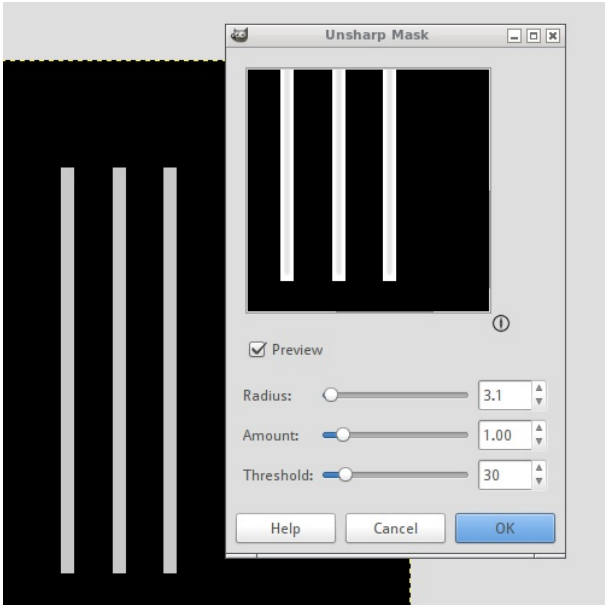 Unsharp Mask
Preview
Radius: 3.1
Amount: 1.00
Threshold: 30
Help Cancel OK